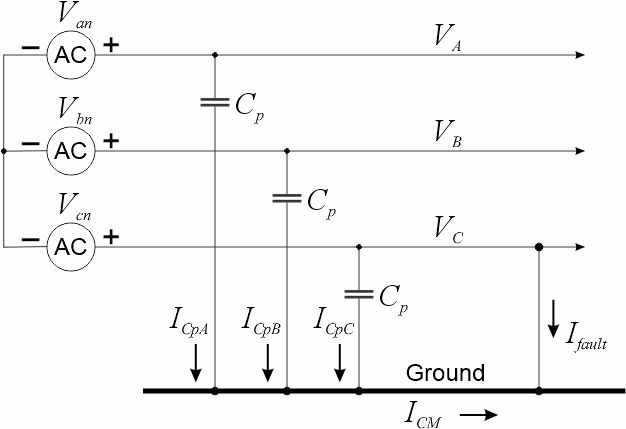 V_an
− AC +
V_A
C_p
V_bn
− AC +
V_B
C_p
V_cn
− AC +
V_C
C_p
I_CpA
I_CpB
I_CpC
I_fault
Ground
I_CM